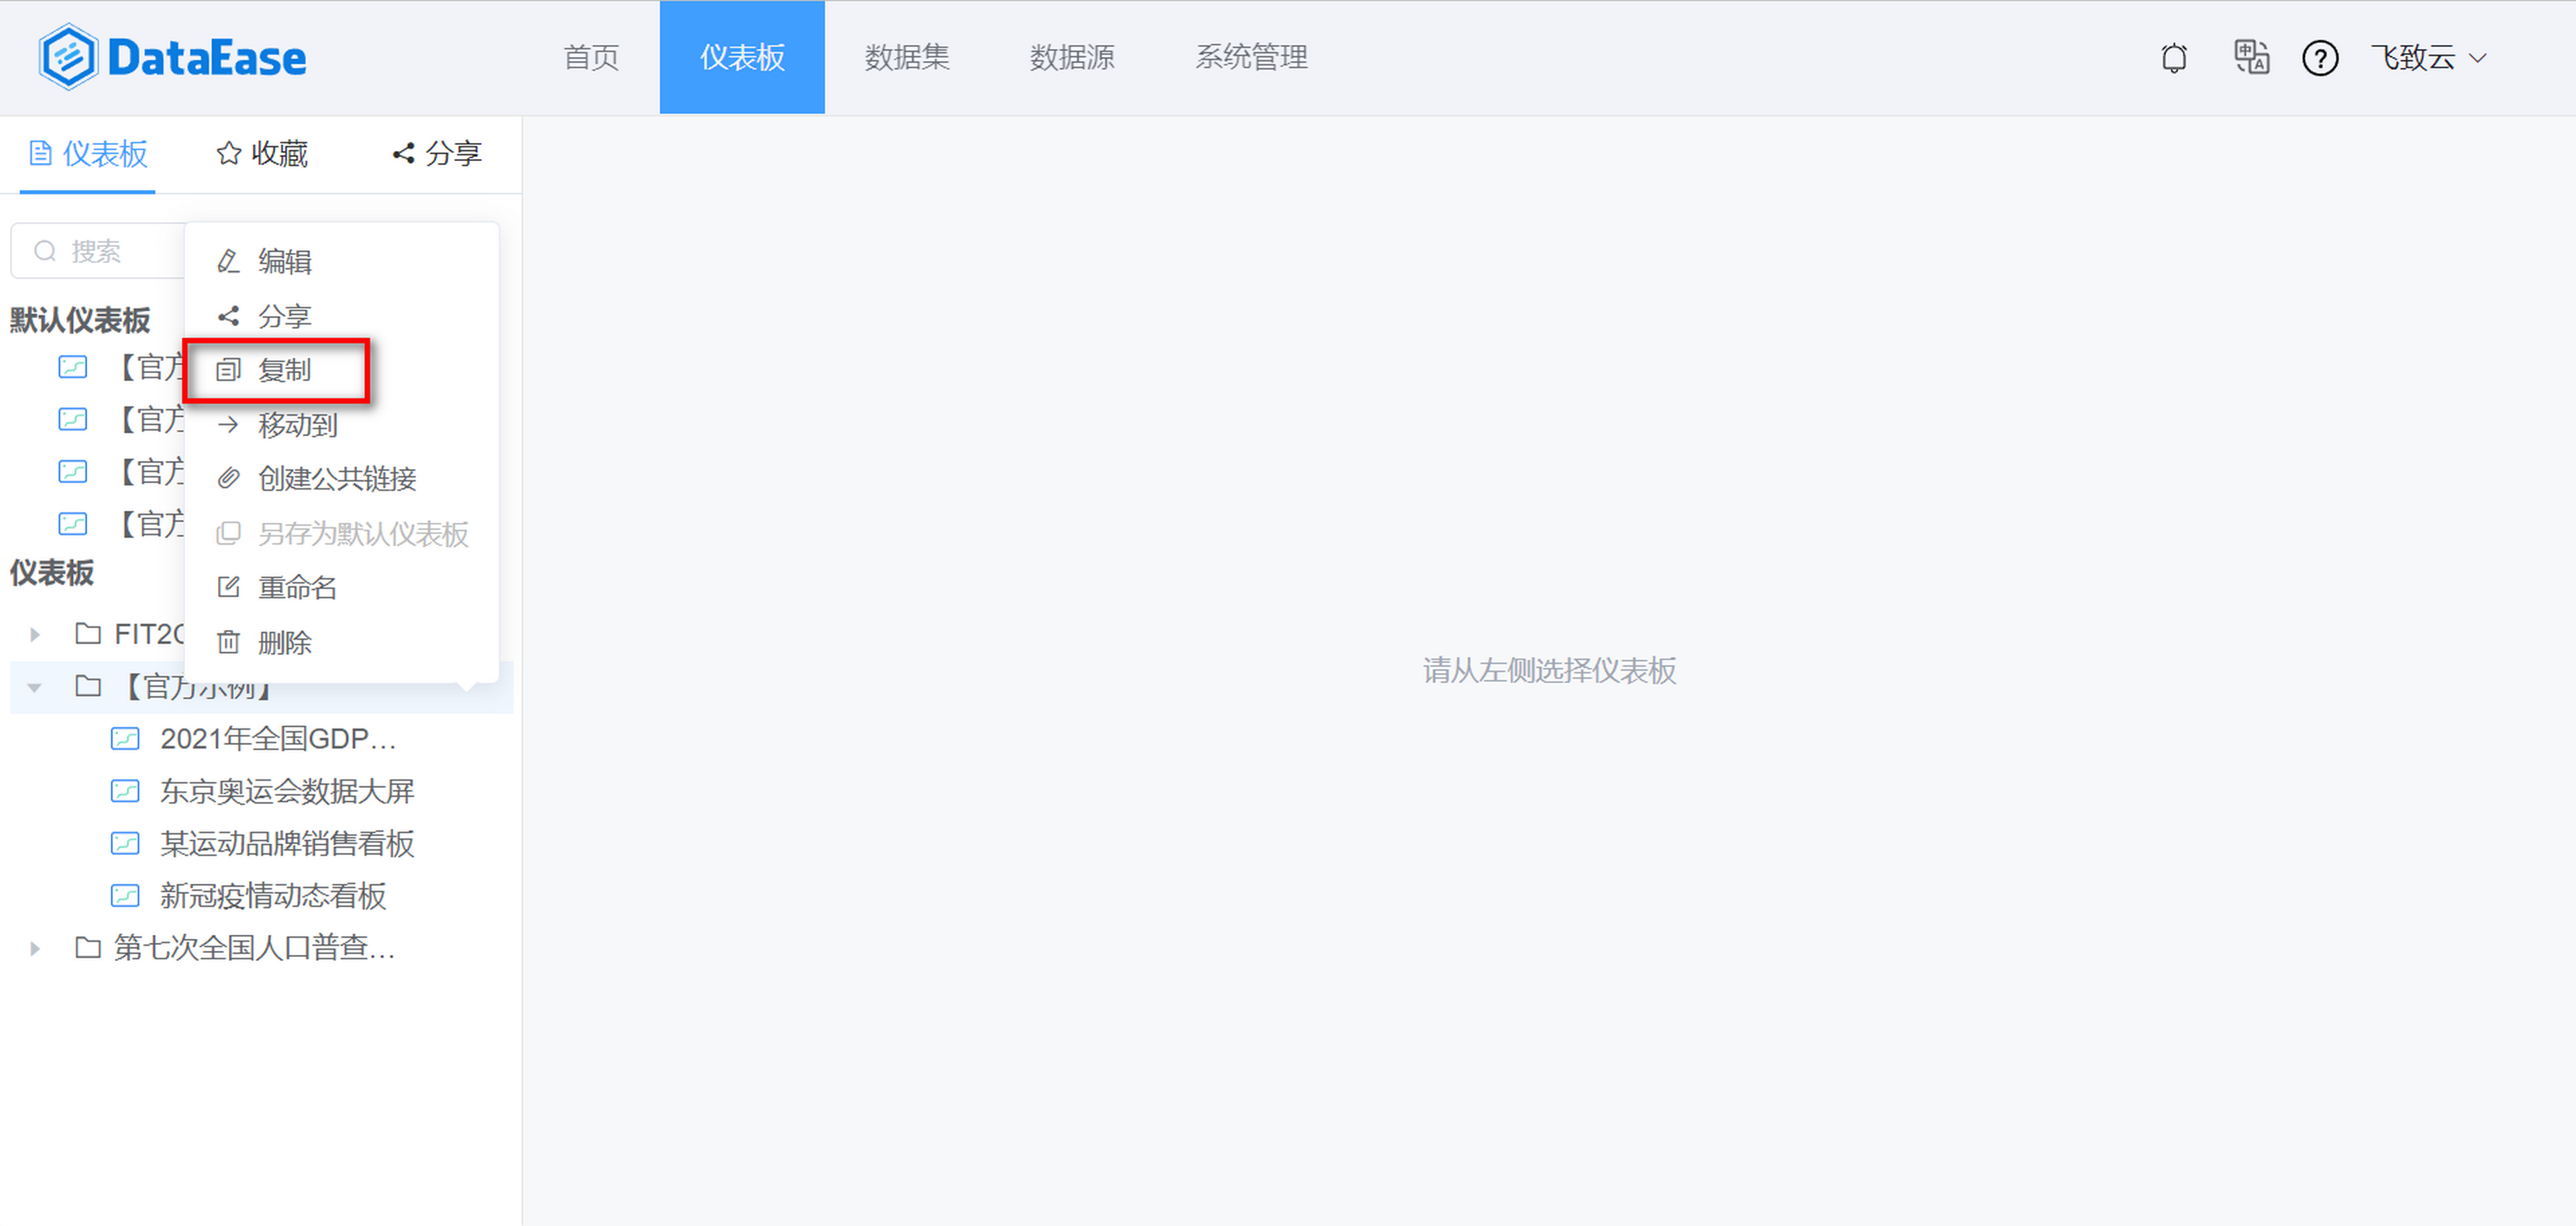 DataEase
首页 仪表板 数据集 数据源 系统管理
飞致云
仪表板 收藏 分享
搜索
编辑
分享
复制
移动到
创建公共链接
另存为默认仪表板
重命名
删除
默认仪表板
【官方
【官方
【官方
【官方
仪表板
FIT2C
【官方示例】
2021年全国GDP...
东京奥运会数据大屏
某运动品牌销售看板
新冠疫情动态看板
第七次全国人口普查...
请从左侧选择仪表板